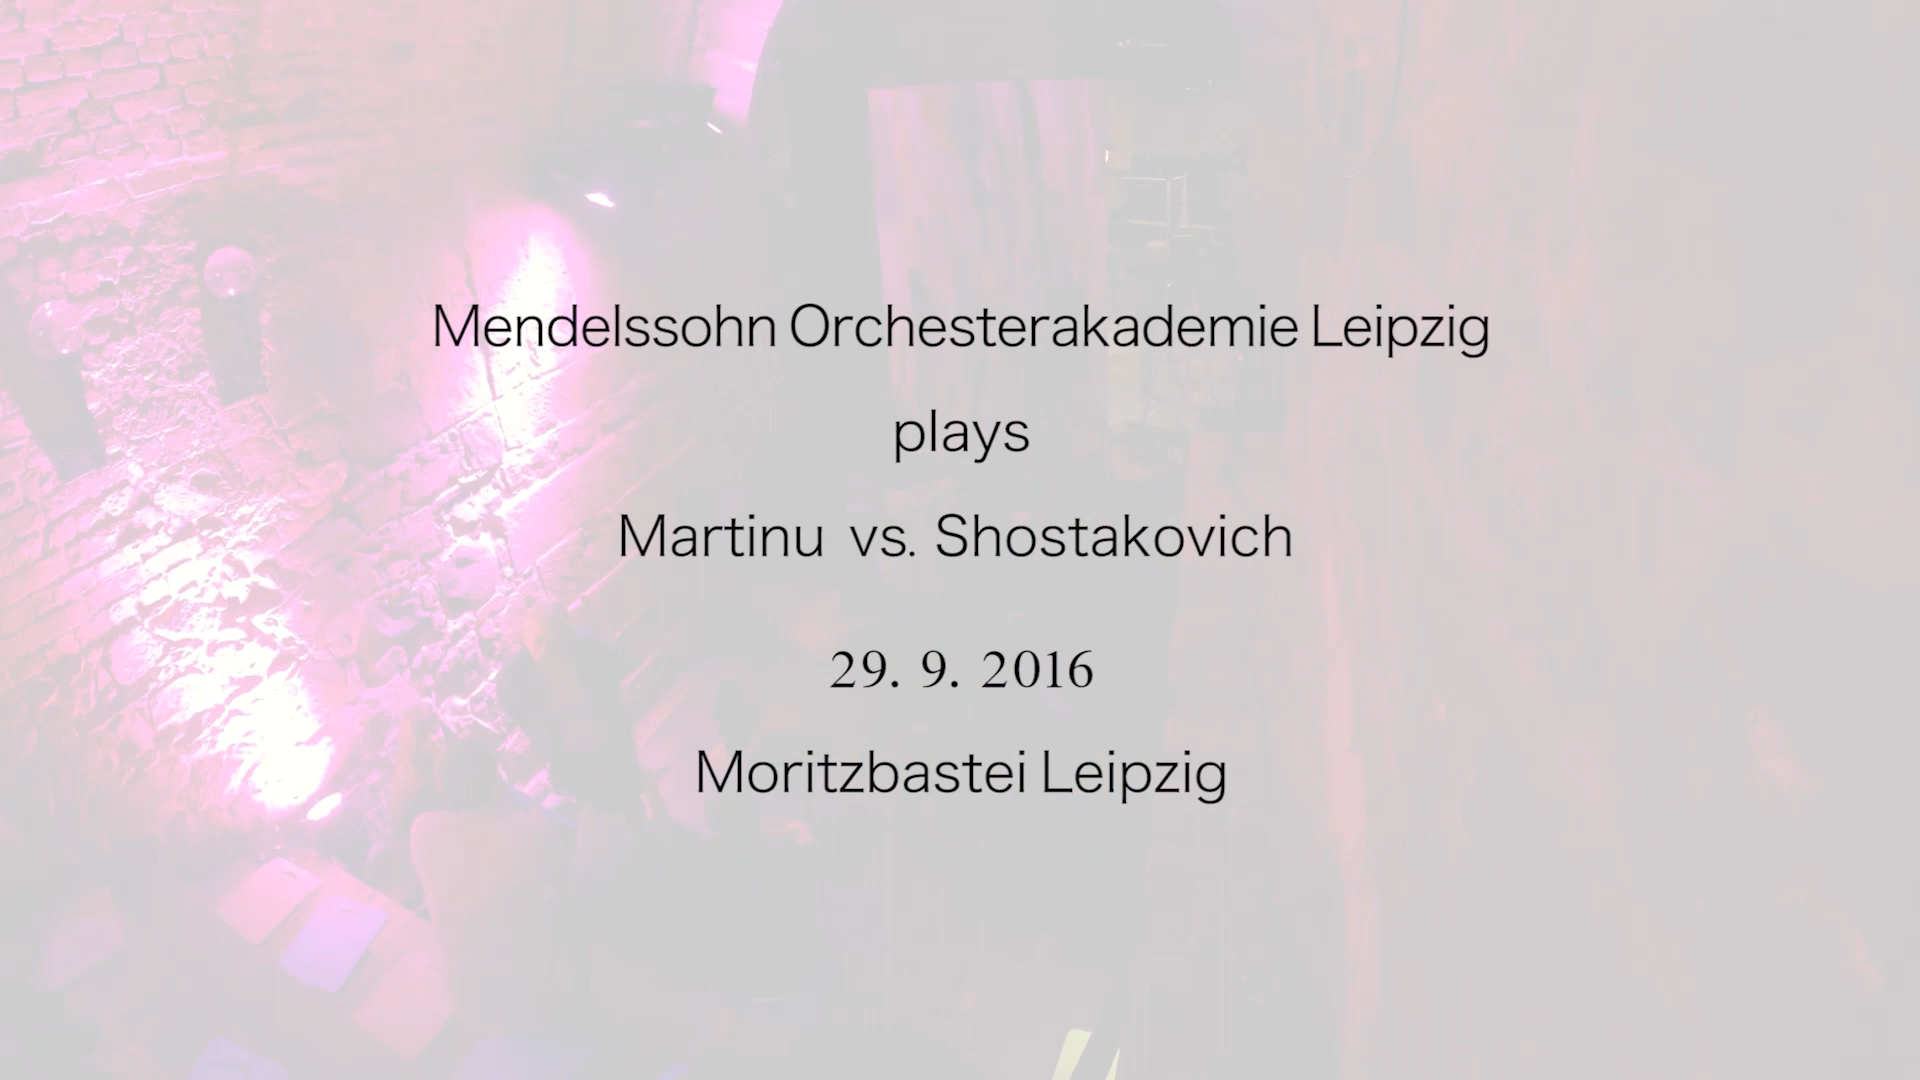 Mendelssohn Orchesterakademie Leipzig
plays
Martinu vs. Shostakovich
29. 9. 2016
Moritzbastei Leipzig